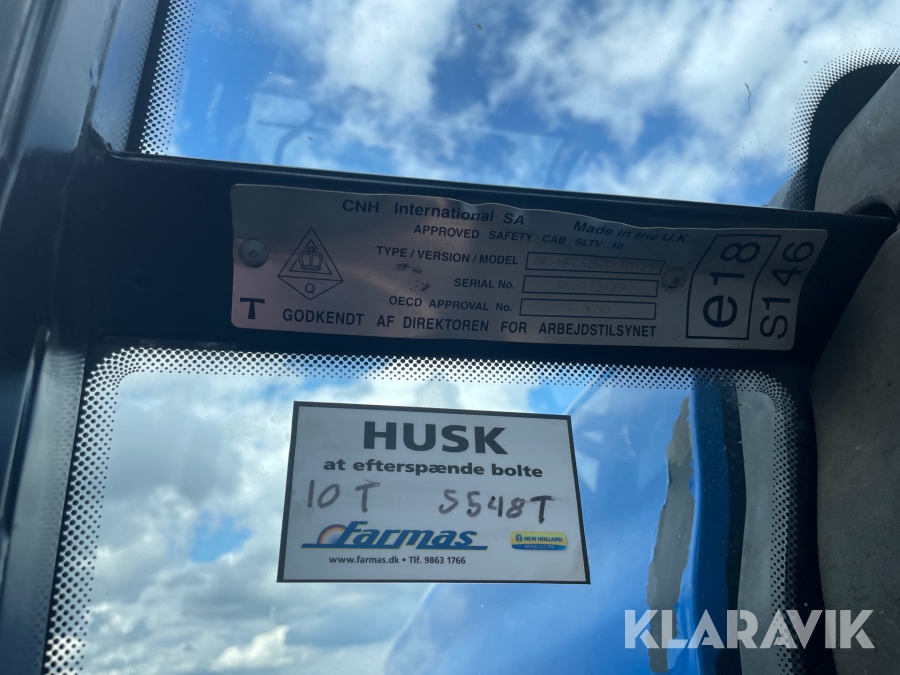 CNH International SA
Made in the U.K.
APPROVED SAFETY CAB SLTV 10
TYPE / VERSION / MODEL
SERIAL No.
OECD APPROVAL No.
Q
T GODKENDT AF DIREKTOREN FOR ARBEJDSTILSYNET
e18
S146
HUSK
at efterspænde bolte
10 T 5548T
Farmas
NEW HOLLAND
AGRICULTURE
www.farmas.dk • Tlf. 9863 1766
KLARAVIK